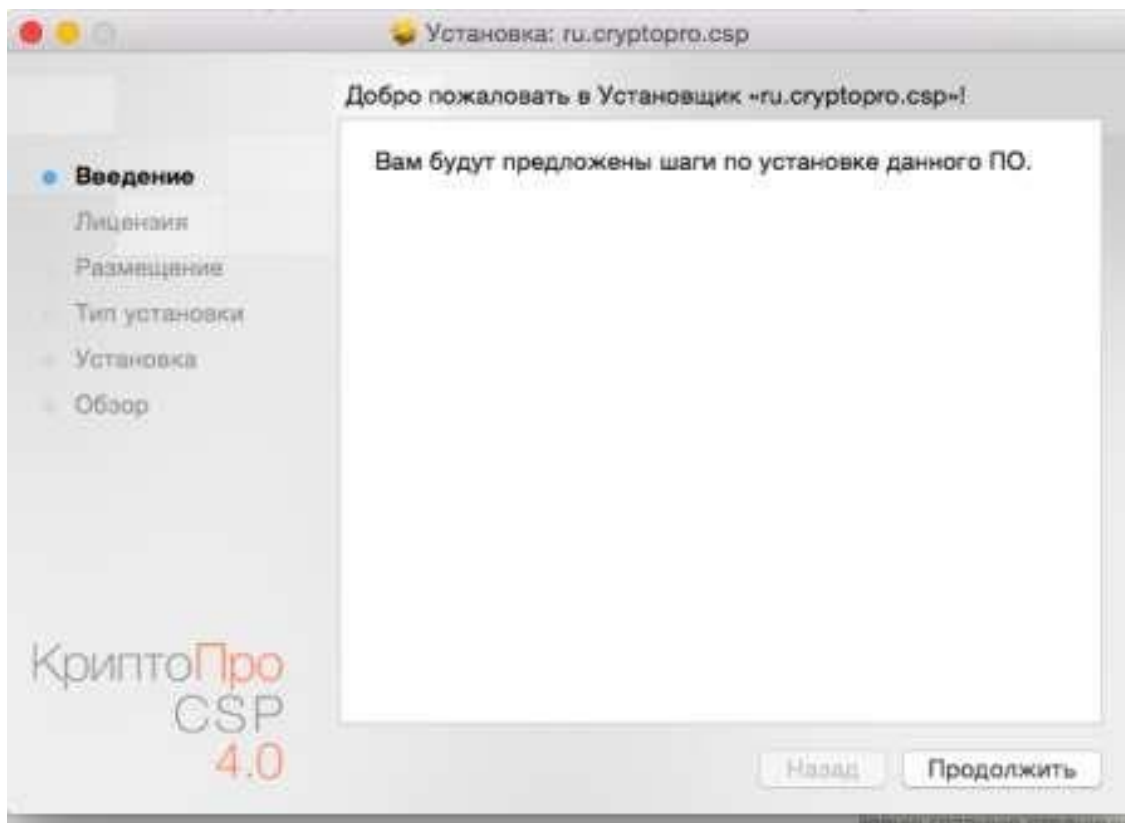 Установка: ru.cryptopro.csp
Добро пожаловать в Установщик «ru.cryptopro.csp»!
Вам будут предложены шаги по установке данного ПО.
Введение
Лицензия
Размещение
Тип установки
Установка
Обзор
КриптоПро
CSP
4.0
Назад
Продолжить